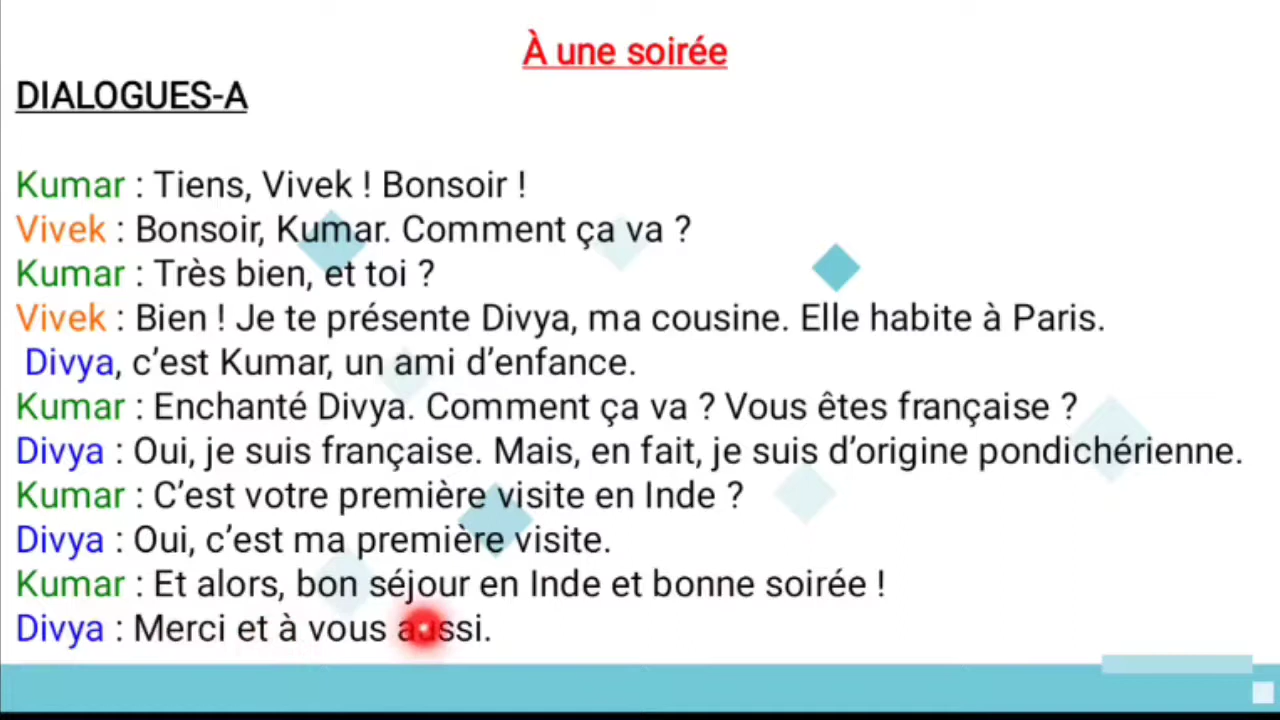 À une soirée
DIALOGUES-A
Kumar : Tiens, Vivek ! Bonsoir !
Vivek : Bonsoir, Kumar. Comment ça va ?
Kumar : Très bien, et toi ?
Vivek : Bien ! Je te présente Divya, ma cousine. Elle habite à Paris.
Divya, c’est Kumar, un ami d’enfance.
Kumar : Enchanté Divya. Comment ça va ? Vous êtes française ?
Divya : Oui, je suis française. Mais, en fait, je suis d’origine pondichérienne.
Kumar : C’est votre première visite en Inde ?
Divya : Oui, c’est ma première visite.
Kumar : Et alors, bon séjour en Inde et bonne soirée !
Divya : Merci et à vous aussi.